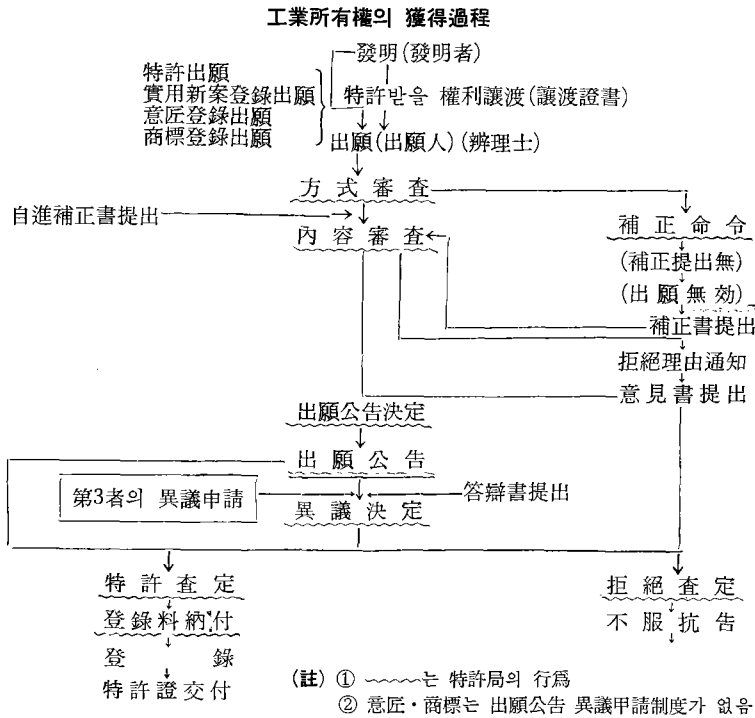 工業所有權의 獲得過程
發明(發明者)
特許出願
實用新案登錄出願
意匠登錄出願
商標登錄出願
特許받을 權利讓渡(讓渡證書)
出願(出願人)(辨理士)
方式審査
自進補正書提出
內容審査
補正命令
(補正提出無)
(出願無効)
補正書提出
拒絕理由通知
意見書提出
出願公告決定
出願公告
第3者의 異議申請
答辯書提出
異議決定
特許査定
登錄料納付
登錄
特許證交付
拒絕査定
不服抗告
(註) ① ﹏﹏는 特許局의 行爲
② 意匠・商標는 出願公告 異議甲請制度가 없음